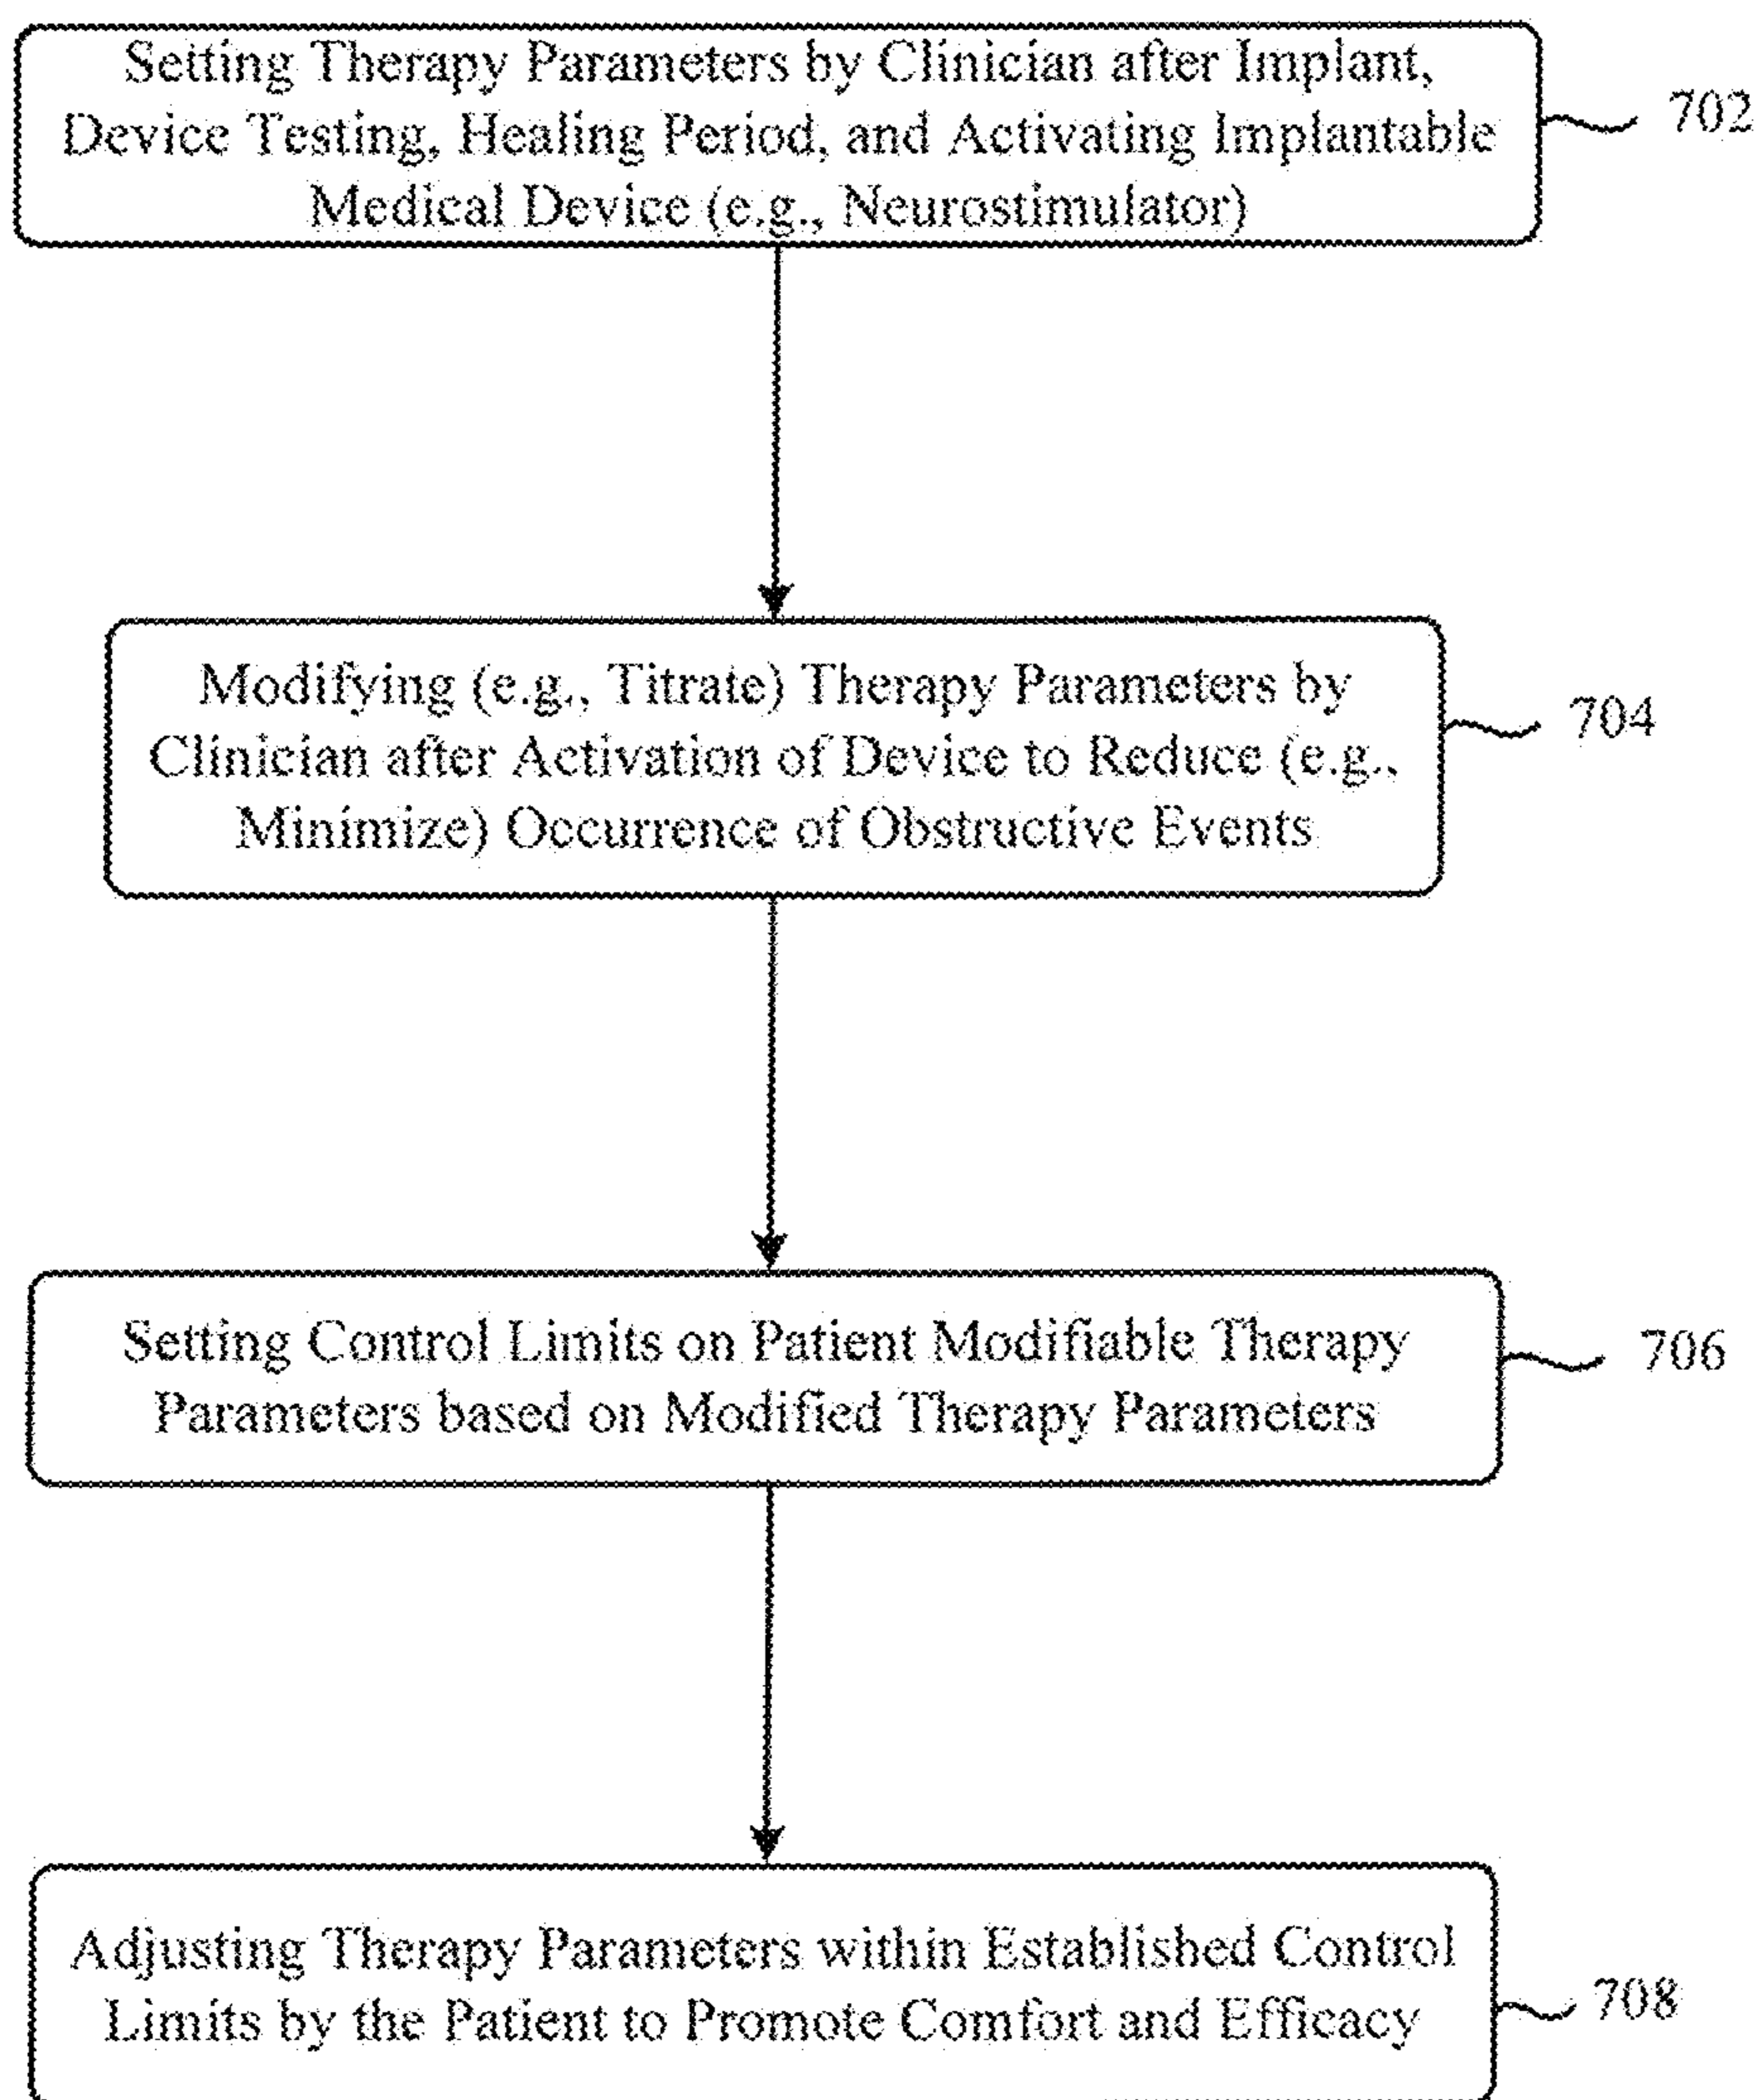 Setting Therapy Parameters by Clinician after Implant,
Device Testing, Healing Period, and Activating Implantable
Medical Device (e.g., Neurostimulator)
702
Modifying (e.g., Titrate) Therapy Parameters by
Clinician after Activation of Device to Reduce (e.g.,
Minimize) Occurrence of Obstructive Events
704
Setting Control Limits on Patient Modifiable Therapy
Parameters based on Modified Therapy Parameters
706
Adjusting Therapy Parameters within Established Control
Limits by the Patient to Promote Comfort and Efficacy
708